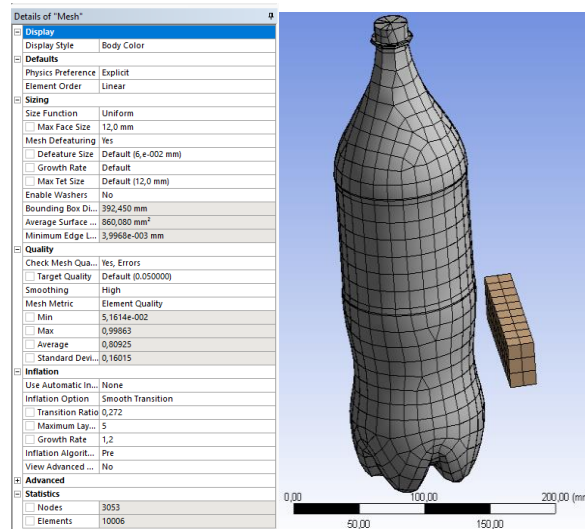 Details of "Mesh"
Display
Display Style Body Color
Defaults
Physics Preference Explicit
Element Order Linear
Sizing
Size Function Uniform
Max Face Size 12,0 mm
Mesh Defeaturing Yes
Defeature Size Default (6,e-002 mm)
Growth Rate Default
Max Tet Size Default (12,0 mm)
Enable Washers No
Bounding Box Di... 392,450 mm
Average Surface ... 860,080 mm²
Minimum Edge L... 3,9968e-003 mm
Quality
Check Mesh Qua... Yes, Errors
Target Quality Default (0.050000)
Smoothing High
Mesh Metric Element Quality
Min 5,1614e-002
Max 0,99863
Average 0,80925
Standard Devi... 0,16015
Inflation
Use Automatic In... None
Inflation Option Smooth Transition
Transition Ratio 0,272
Maximum Lay... 5
Growth Rate 1,2
Inflation Algorit... Pre
View Advanced ... No
Advanced
Statistics
Nodes 3053
Elements 10006
0,00 100,00 200,00 (mm
50,00 150,00